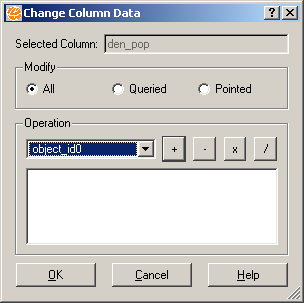 Change Column Data
Selected Column: den_pop
Modify
All Queried Pointed
Operation
object_id0 + - x /
OK Cancel Help